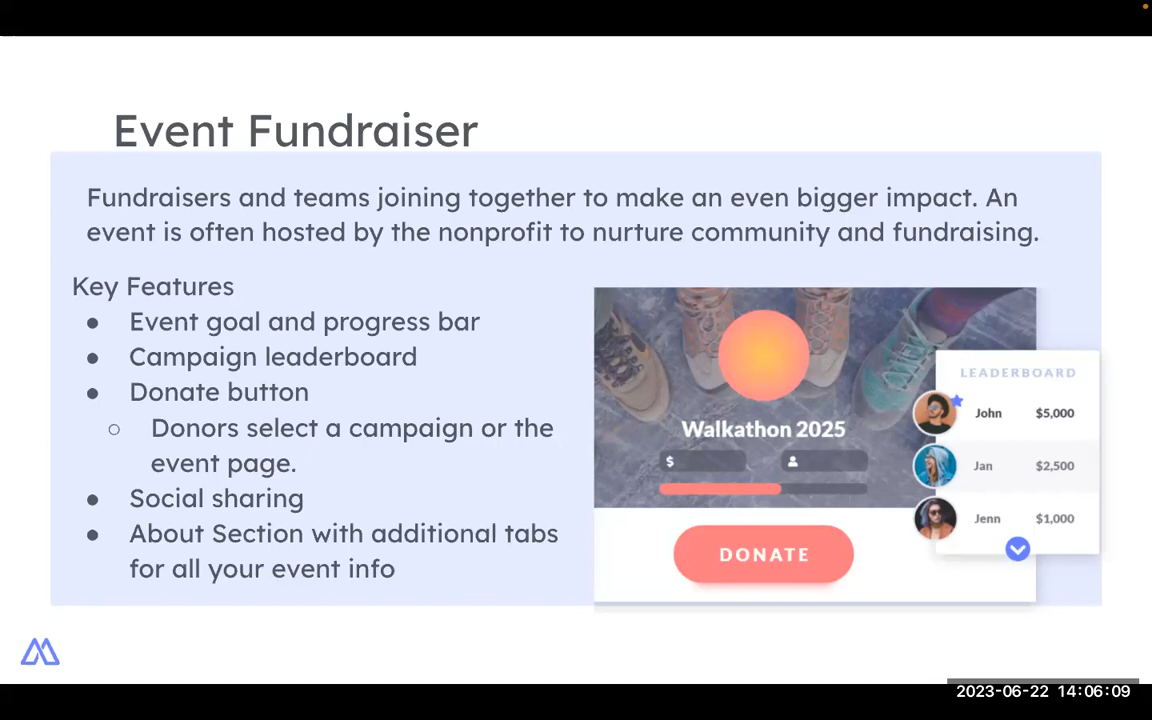 Event Fundraiser
Fundraisers and teams joining together to make an even bigger impact. An
event is often hosted by the nonprofit to nurture community and fundraising.
Key Features
● Event goal and progress bar
● Campaign leaderboard
● Donate button
○ Donors select a campaign or the
event page.
● Social sharing
● About Section with additional tabs
for all your event info
Walkathon 2025
$
DONATE
LEADERBOARD
John $5,000
Jan $2,500
Jenn $1,000
2023-06-22 14:06:09